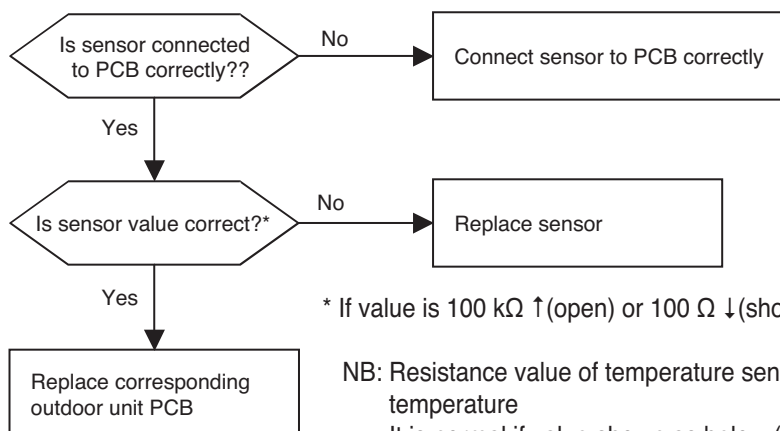 Is sensor connected
to PCB correctly??
No
Connect sensor to PCB correctly
Yes
Is sensor value correct?*
No
Replace sensor
Yes
* If value is 100 kΩ ↑(open) or 100 Ω ↓(sho
Replace corresponding
outdoor unit PCB
NB: Resistance value of temperature sen
temperature